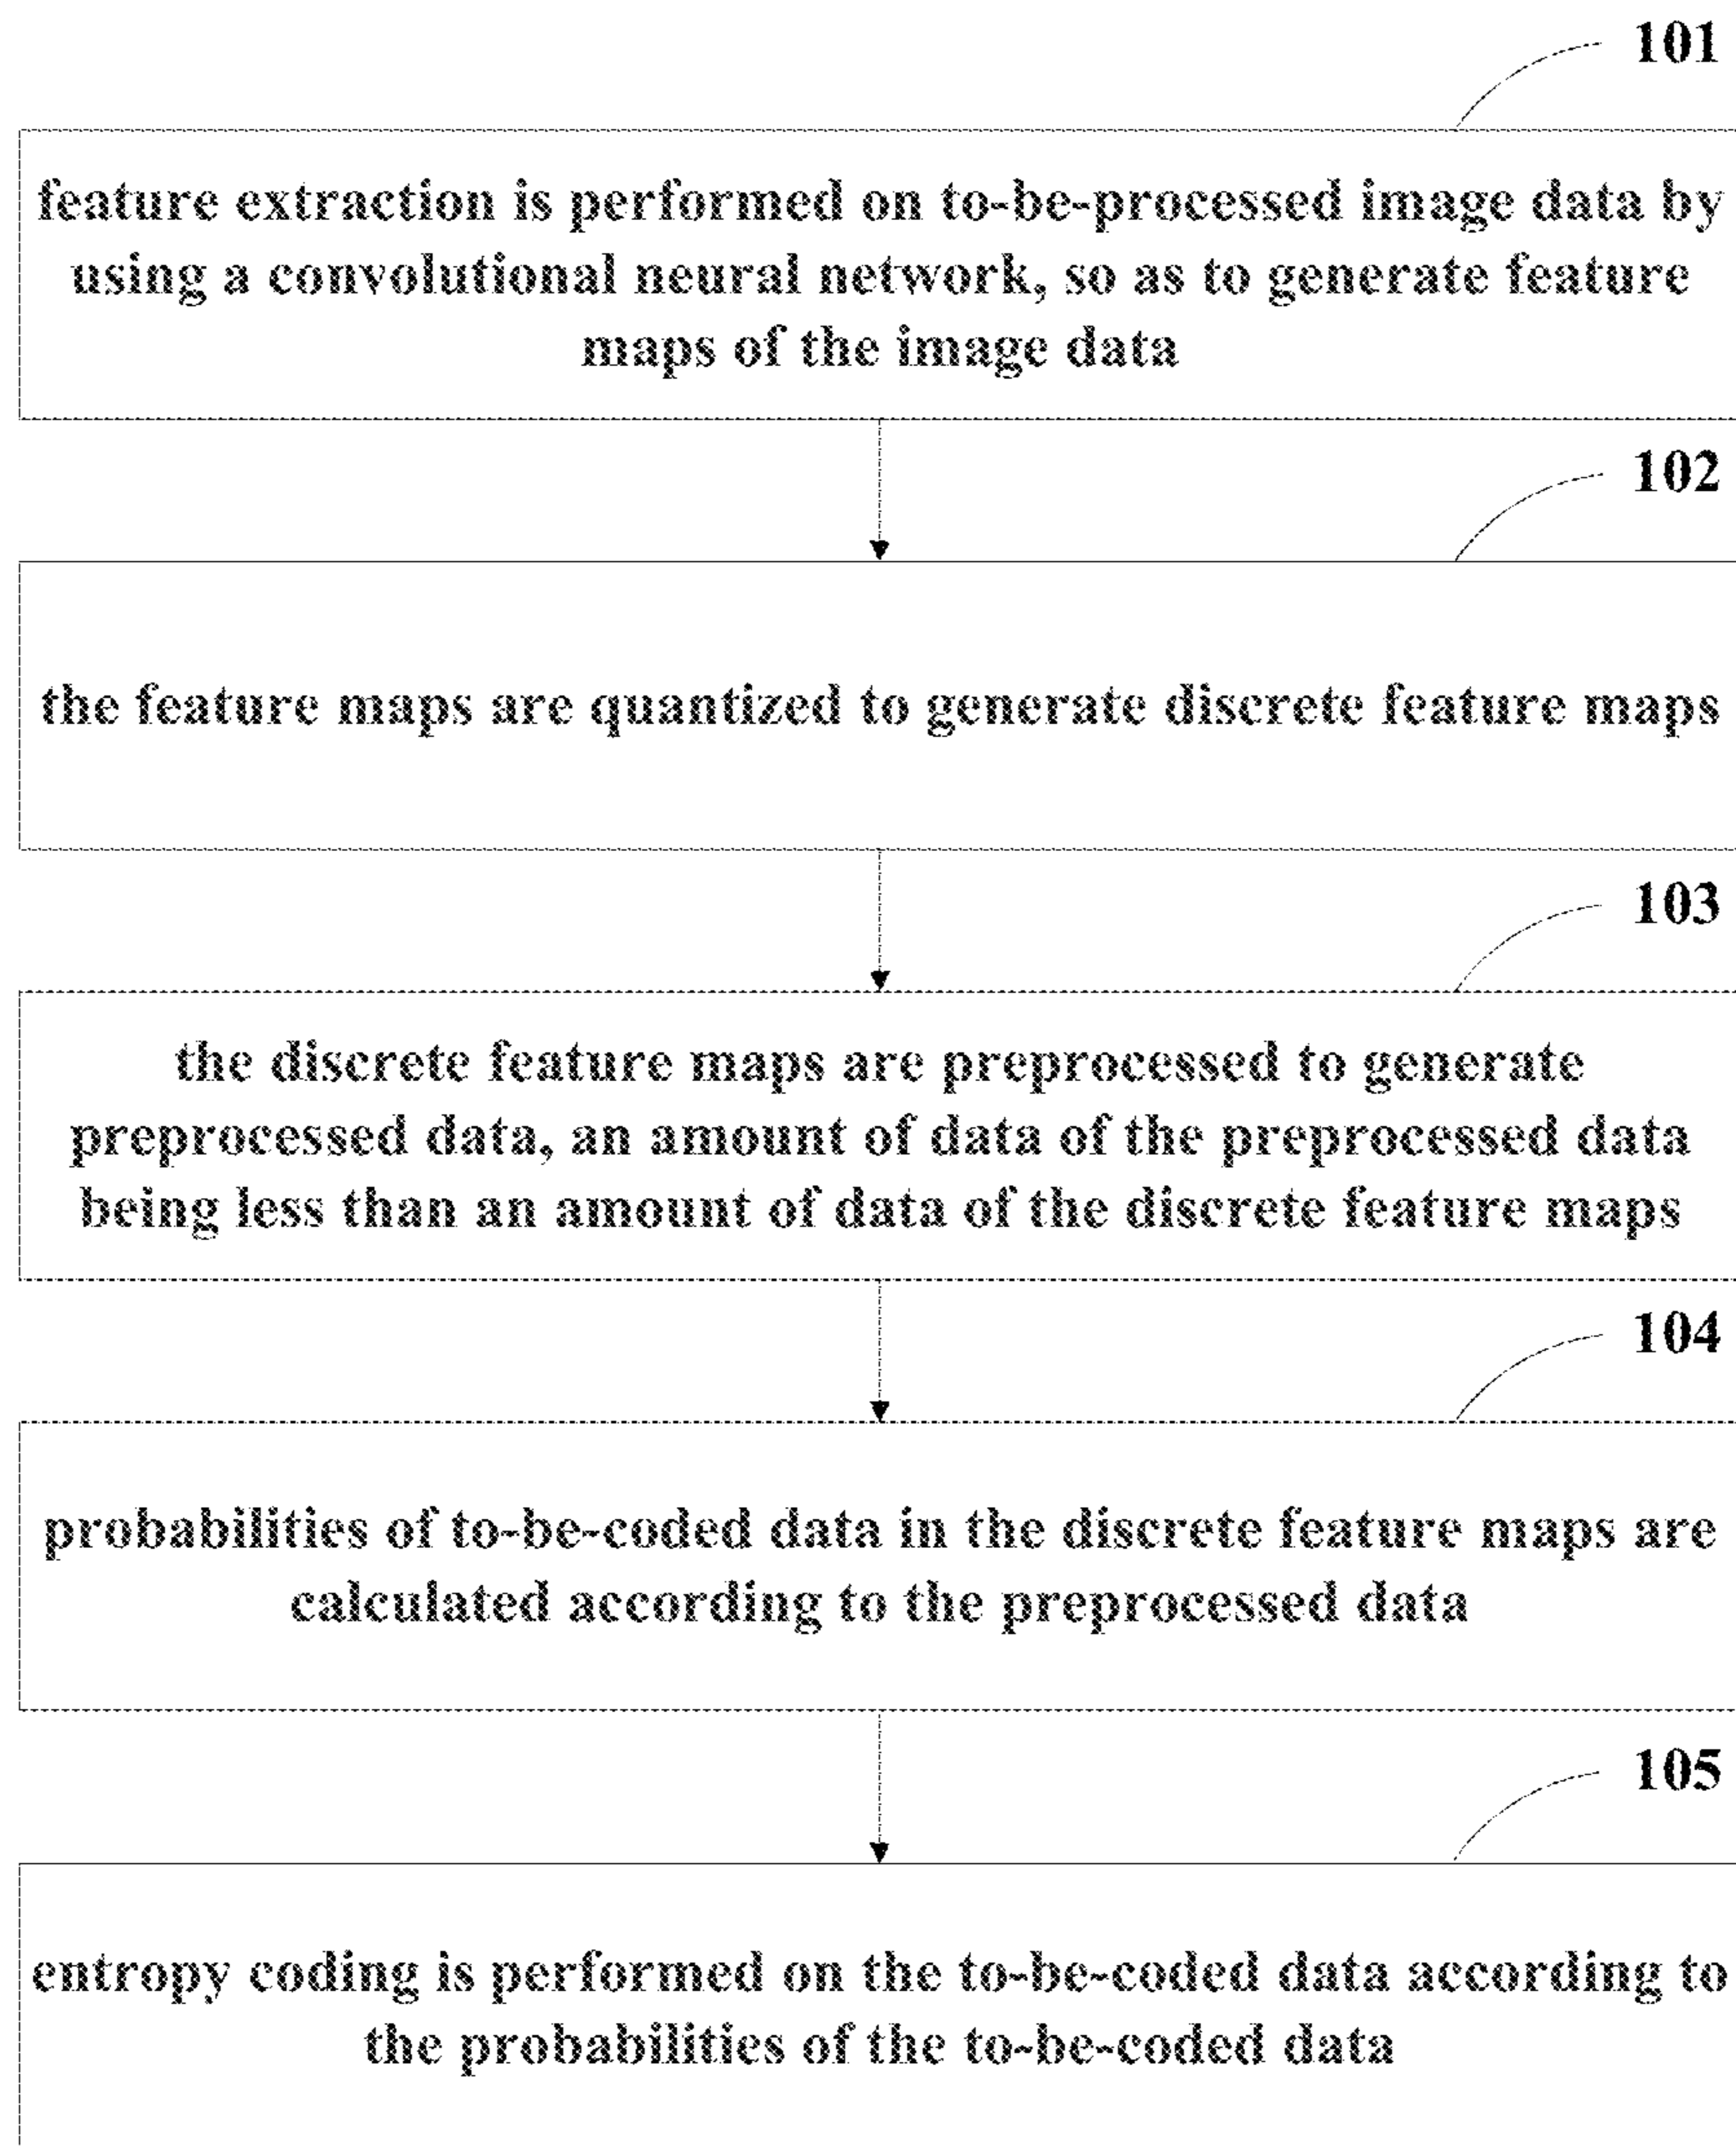 101
feature extraction is performed on to-be-processed image data by
using a convolutional neural network, so as to generate feature
maps of the image data
102
the feature maps are quantized to generate discrete feature maps
103
the discrete feature maps are preprocessed to generate
preprocessed data, an amount of data of the preprocessed data
being less than an amount of data of the discrete feature maps
104
probabilities of to-be-coded data in the discrete feature maps are
calculated according to the preprocessed data
105
entropy coding is performed on the to-be-coded data according to
the probabilities of the to-be-coded data